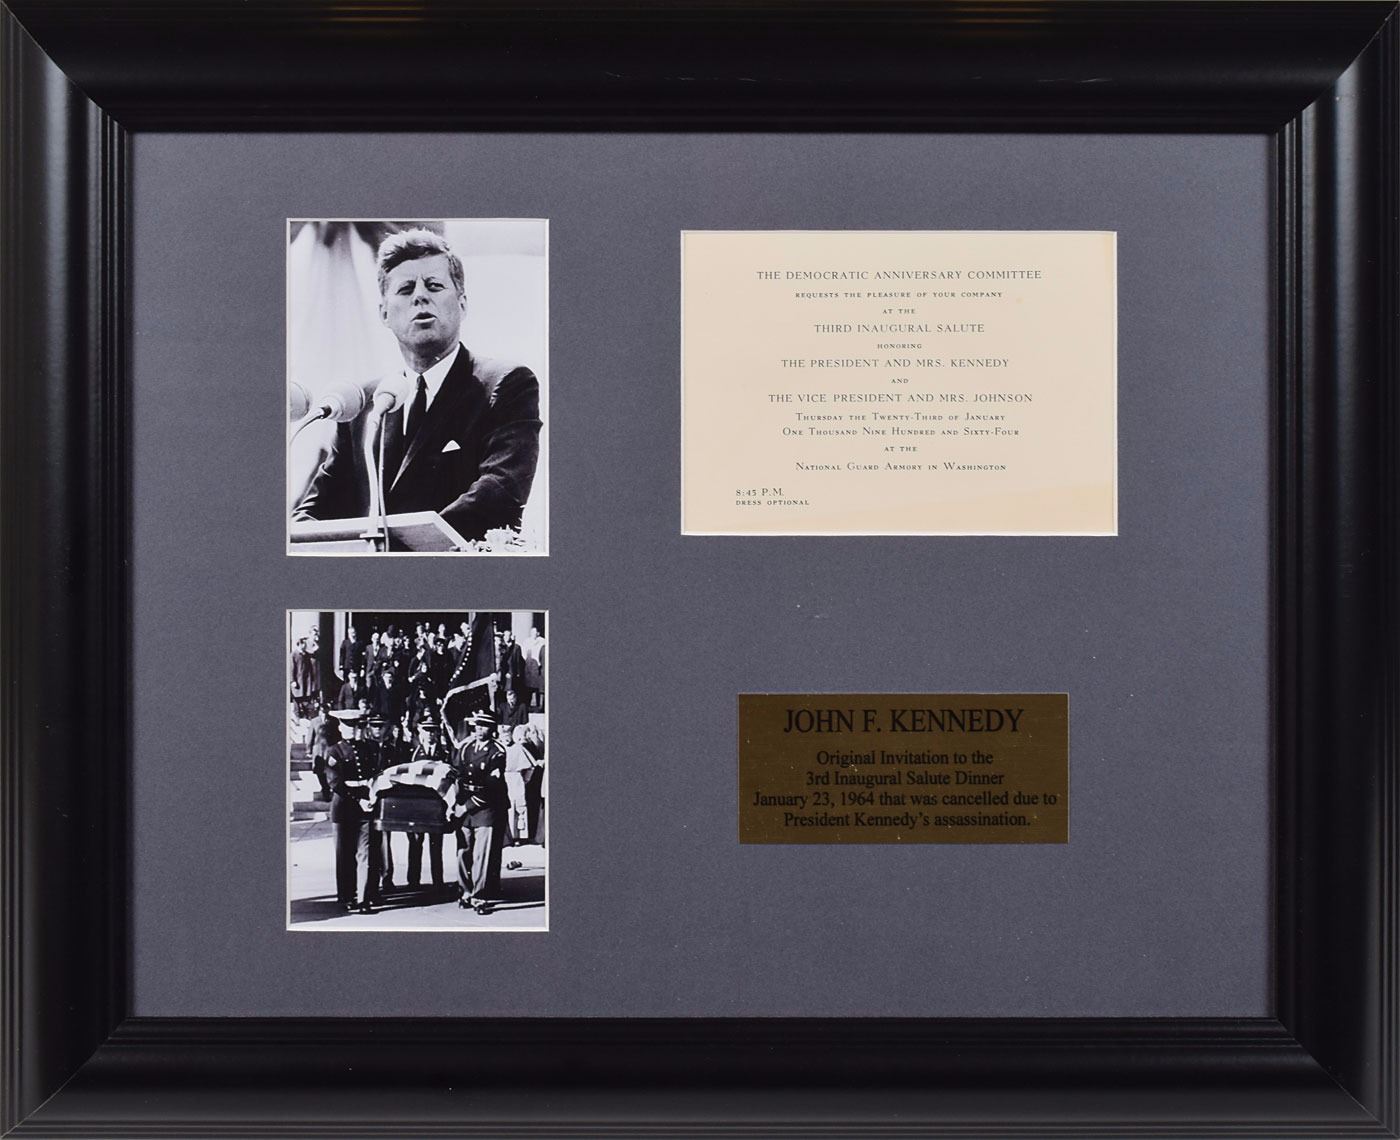 THE DEMOCRATIC ANNIVERSARY COMMITTEE
REQUESTS THE PLEASURE OF YOUR COMPANY
AT THE
THIRD INAUGURAL SALUTE
HONORING
THE PRESIDENT AND MRS. KENNEDY
AND
THE VICE PRESIDENT AND MRS. JOHNSON
THURSDAY THE TWENTY-THIRD OF JANUARY
ONE THOUSAND NINE HUNDRED AND SIXTY-FOUR
AT THE
NATIONAL GUARD ARMORY IN WASHINGTON
8:45 P.M.
DRESS OPTIONAL
JOHN F. KENNEDY
Original Invitation to the
3rd Inaugural Salute Dinner
January 23, 1964 that was cancelled due to
President Kennedy's assassination.